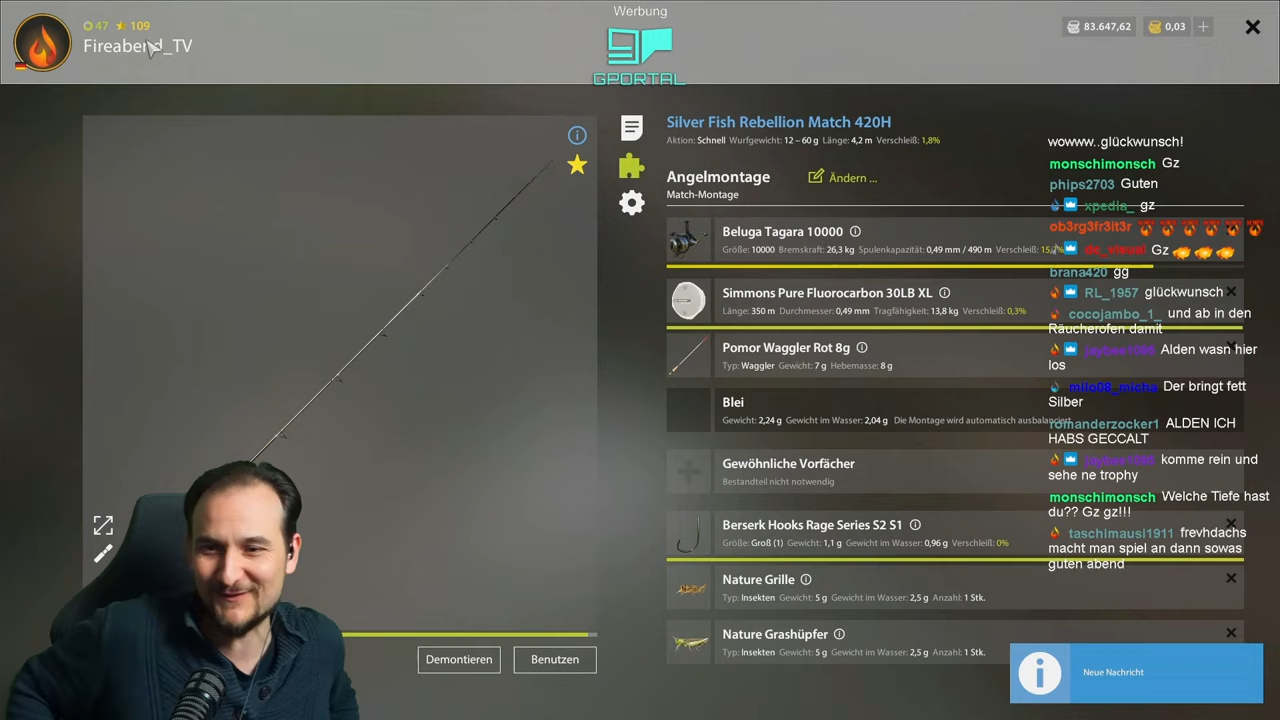 Werbung
47 109
Fireabend_TV
GPORTAL
83.647,62
0,03
Silver Fish Rebellion Match 420H
Aktion: Schnell Wurfgewicht: 12 – 60 g Länge: 4,2 m Verschleiß: 1,8%
Angelmontage
Ändern ...
Match-Montage
Beluga Tagara 10000
Größe: 10000 Bremskraft: 26,3 kg Spulenkapazität: 0,49 mm / 490 m Verschleiß:
Simmons Pure Fluorocarbon 30LB XL
Länge: 350 m Durchmesser: 0,49 mm Tragfähigkeit: 13,8 kg Verschleiß: 0,3%
Pomor Waggler Rot 8g
Typ: Waggler Gewicht: 7 g Hebemasse: 8 g
Blei
Gewicht: 2,24 g Gewicht im Wasser: 2,04 g Die Montage wird automatisch ausbalanciert
Gewöhnliche Vorfächer
Bestandteil nicht notwendig
Berserk Hooks Rage Series S2 S1
Größe: Groß (1) Gewicht: 1,1 g Gewicht im Wasser: 0,96 g Verschleiß: 0%
Nature Grille
Typ: Insekten Gewicht: 5 g Gewicht im Wasser: 2,5 g Anzahl: 1 Stk.
Nature Grashüpfer
Typ: Insekten Gewicht: 5 g Gewicht im Wasser: 2,5 g Anzahl: 1 Stk.
Demontieren
Benutzen
wowww..glückwunsch!
monschimonsch Gz
phips2703 Guten
xpedia_ gz
ob3rg3fr3lt3r
Gz
brana420 gg
RL_1957 glückwunsch
cocojambo_1_ und ab in den
Räucherofen damit
Alden wasn hier
los
milo08_micha Der bringt fett
Silber
romanderzocker1 ALDEN ICH
HABS GECCALT
komme rein und
sehe ne trophy
monschimonsch Welche Tiefe hast
du?? Gz gz!!!
taschimausi1911 frevhdachs
macht man spiel an dann sowas
guten abend
Neue Nachricht